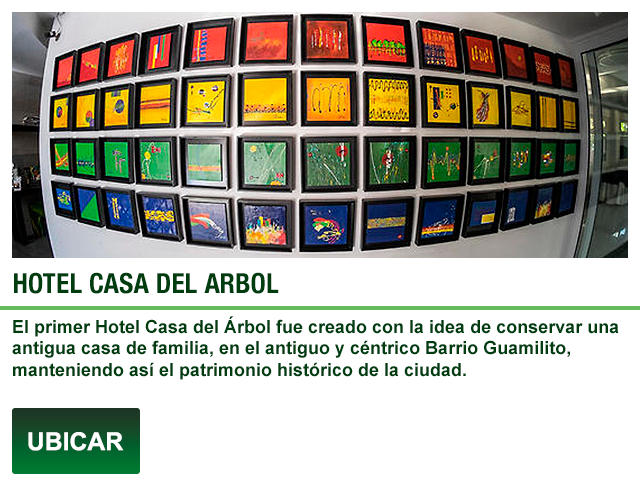 HOTEL CASA DEL ARBOL
El primer Hotel Casa del Árbol fue creado con la idea de conservar una
antigua casa de familia, en el antiguo y céntrico Barrio Guamilito,
manteniendo así el patrimonio histórico de la ciudad.
UBICAR